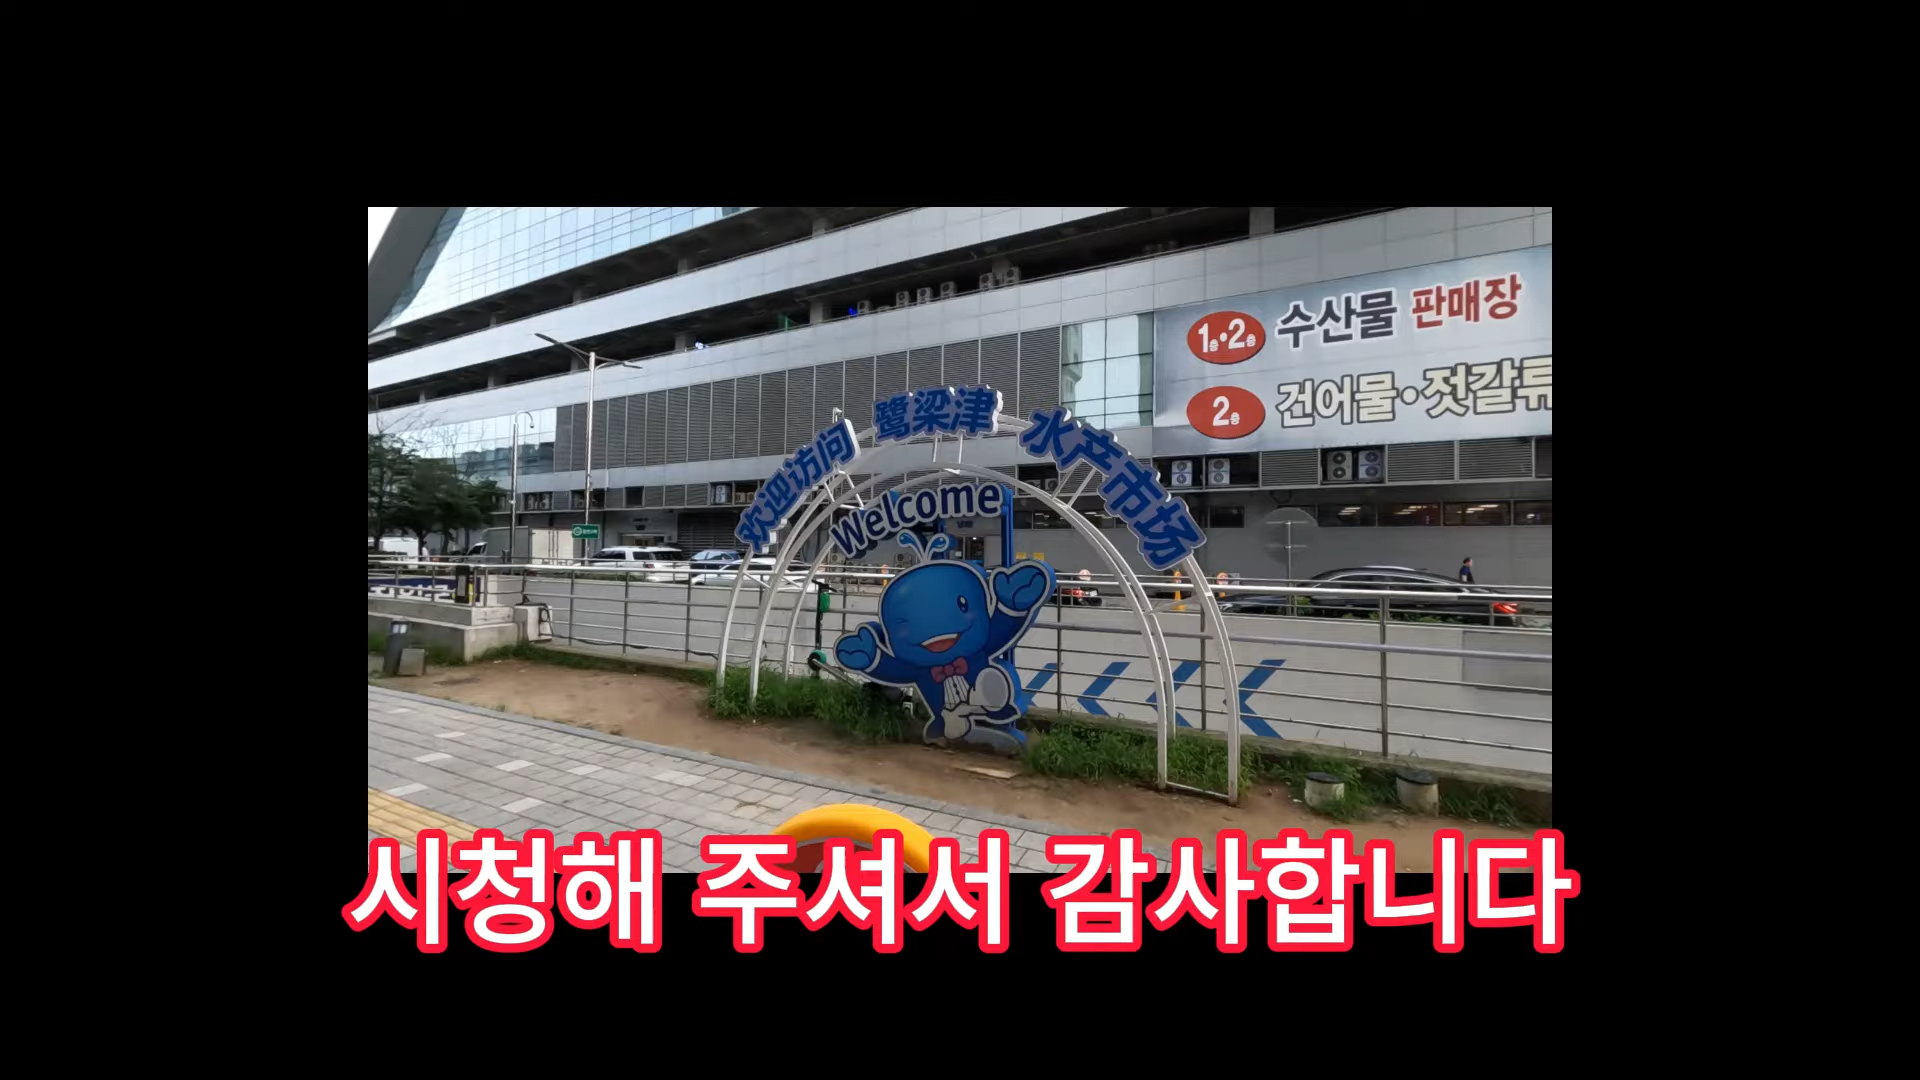 1층·2층 수산물 판매장
2층 건어물·젓갈류
欢迎访问 鹭梁津 水产市场
Welcome
시청해 주셔서 감사합니다